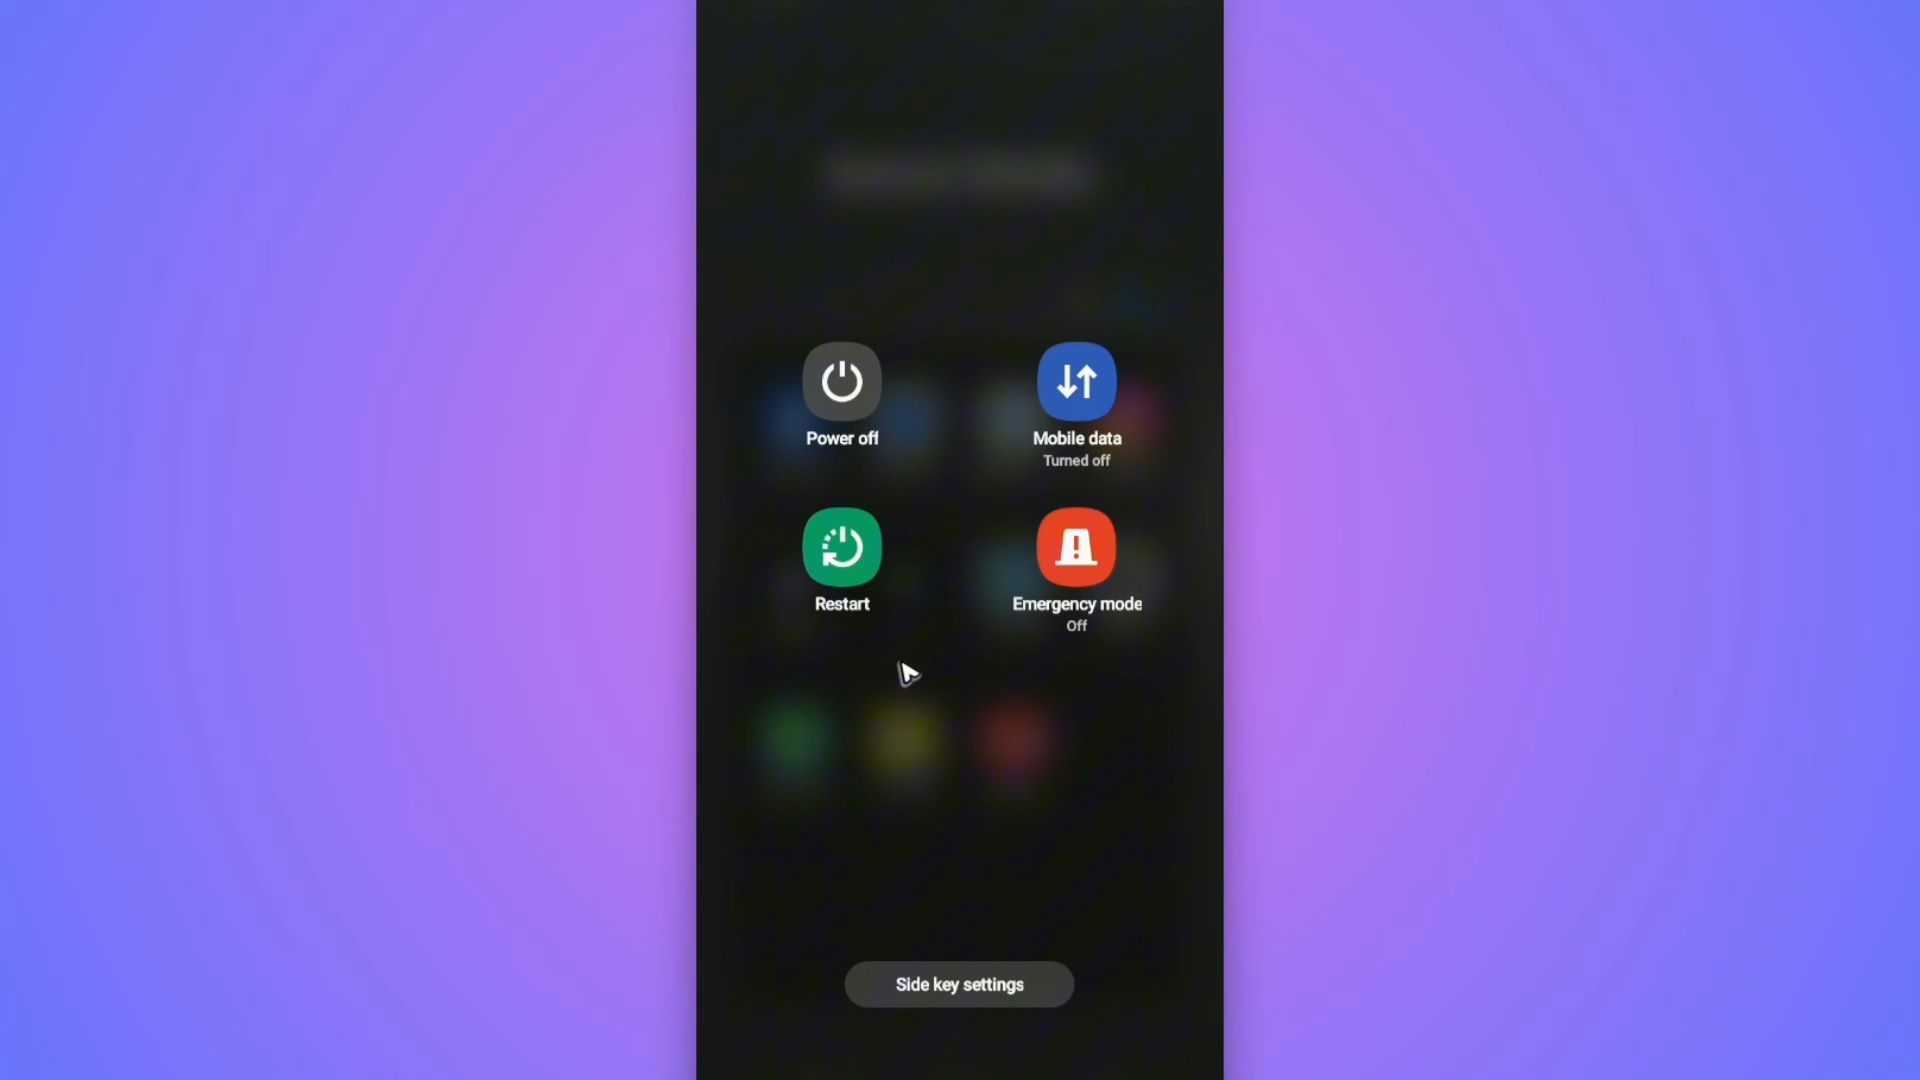 Power off
Mobile data
Turned off
Restart
Emergency mode
Off
Side key settings